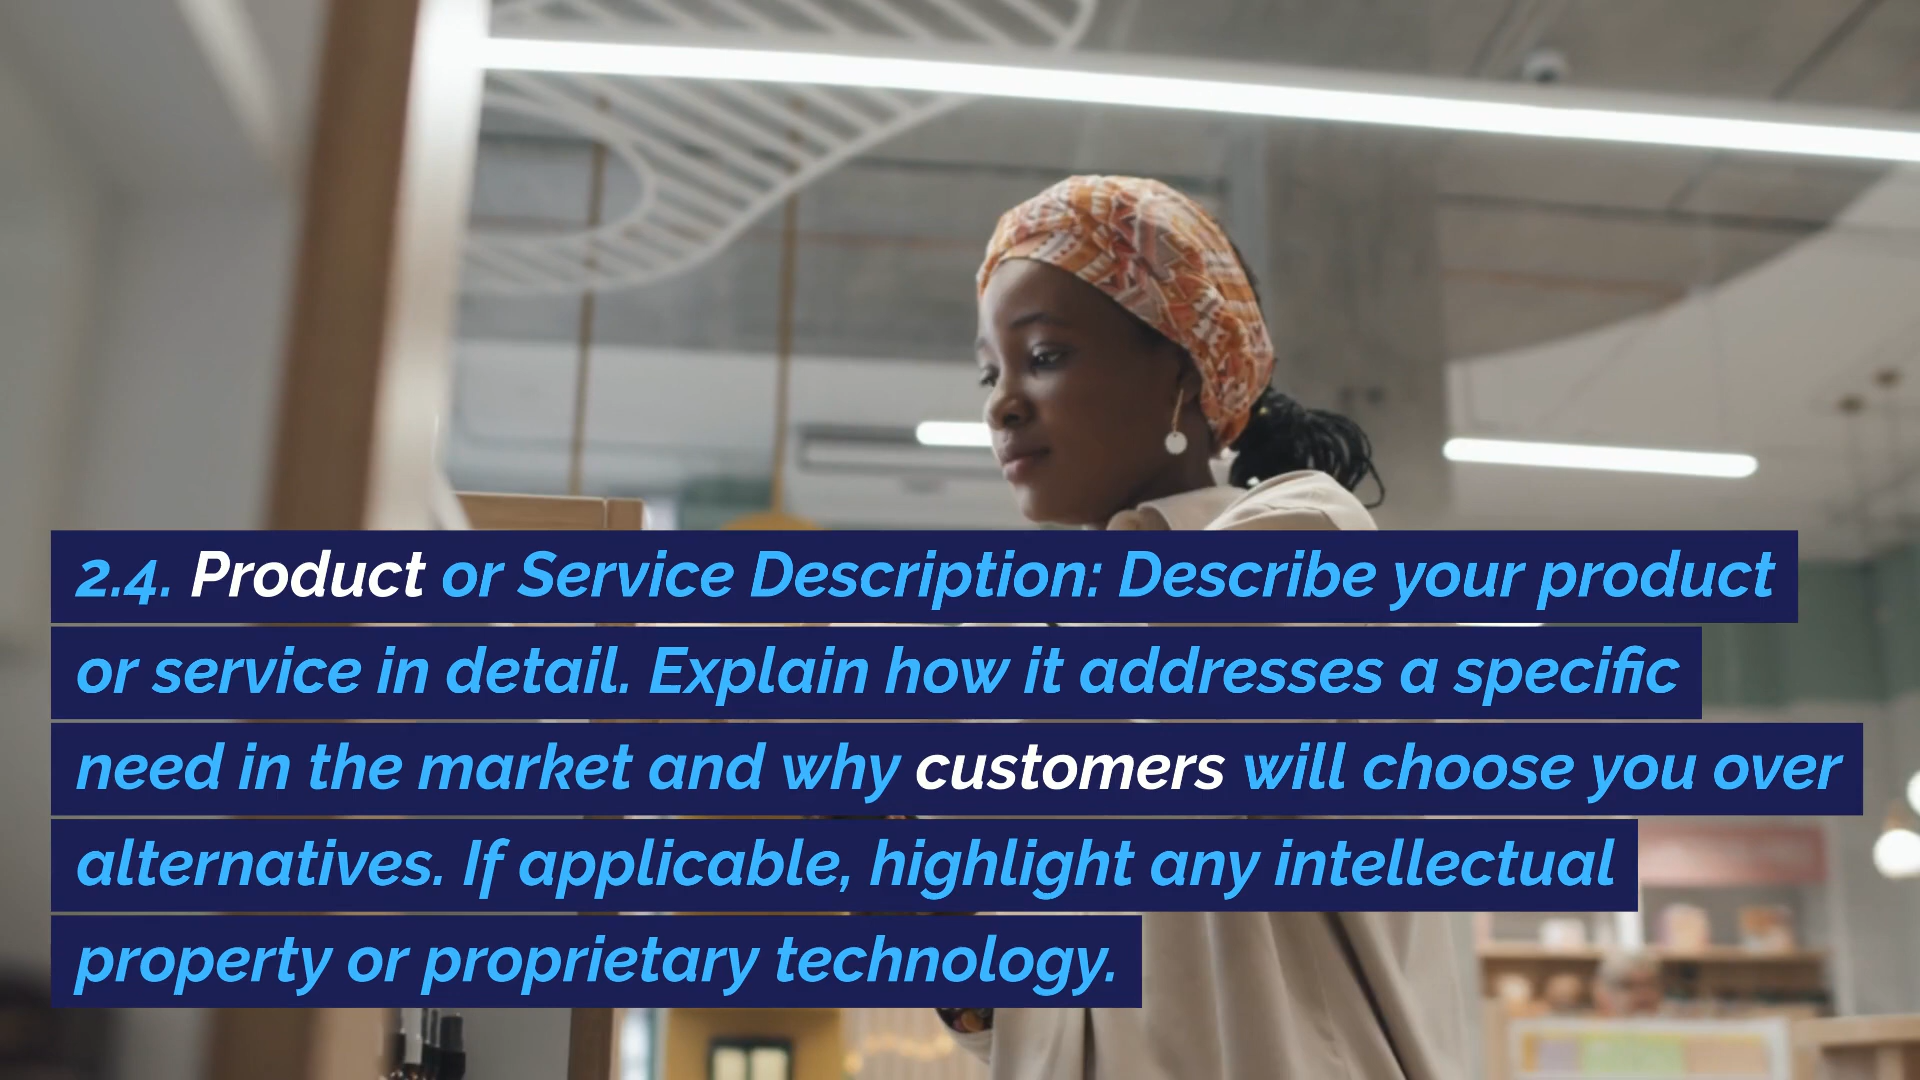 2.4. Product or Service Description: Describe your product
or service in detail. Explain how it addresses a specific
need in the market and why customers will choose you over
alternatives. If applicable, highlight any intellectual
property or proprietary technology.